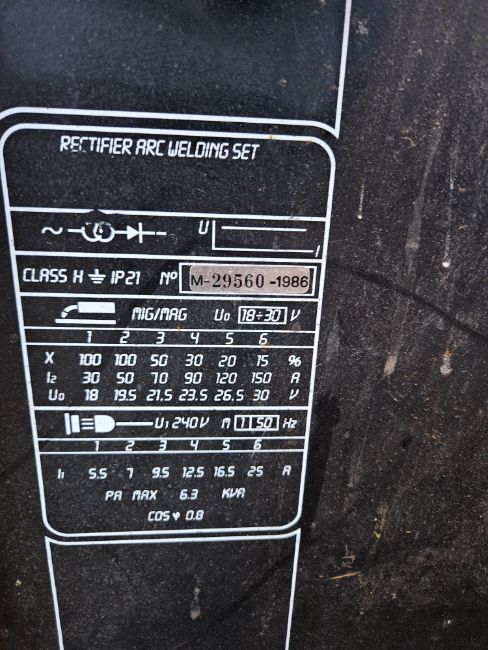 RECTIFIER ARC WELDING SET
U
I
CLASS H IP 21 Nº M-29560 -1986
MIG/MAG U0 18÷30 V
1 2 3 4 5 6
X 100 100 50 30 20 15 %
I2 30 50 70 90 120 150 A
U0 18 19.5 21.5 23.5 26.5 30 V
U1 240V M 1 | 50 Hz
1 2 3 4 5 6
I1 5.5 7 9.5 12.5 16.5 25 A
PA MAX 6.3 KVA
COS φ 0.8